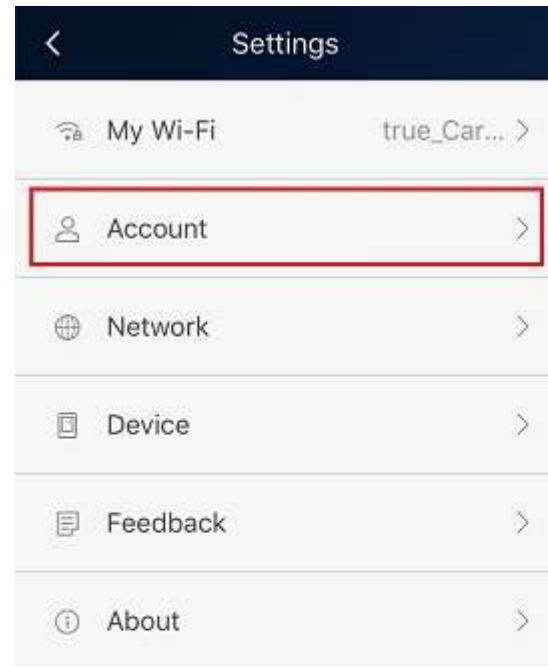 Settings
My Wi-Fi true_Car...
Account
Network
Device
Feedback
About